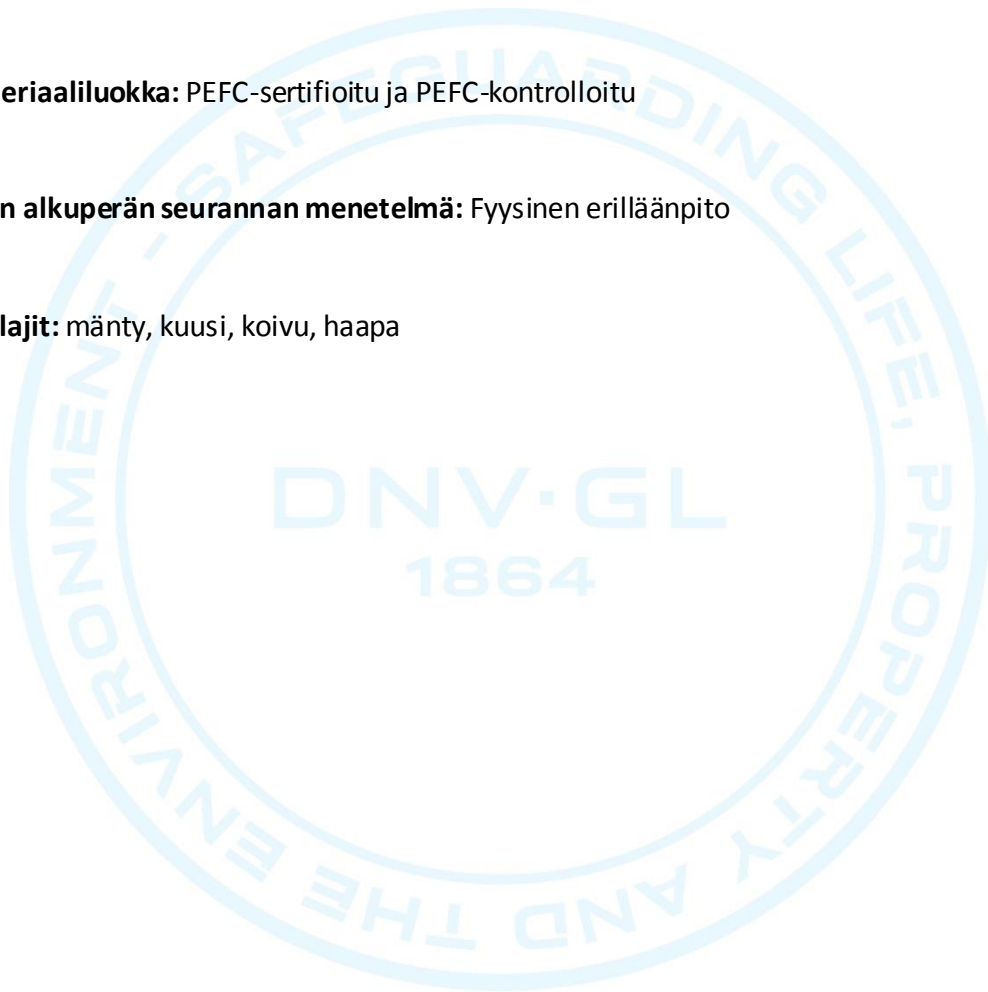 eriaaliluokka: PEFC-sertifioitu ja PEFC-kontrolloitu
n alkuperän seurannan menetelmä: Fyysinen erilläänpito
lajit: mänty, kuusi, koivu, haapa
SAFEGUARDING LIFE, PROPERTY AND THE ENVIRONMENT -
DNV·GL
1864